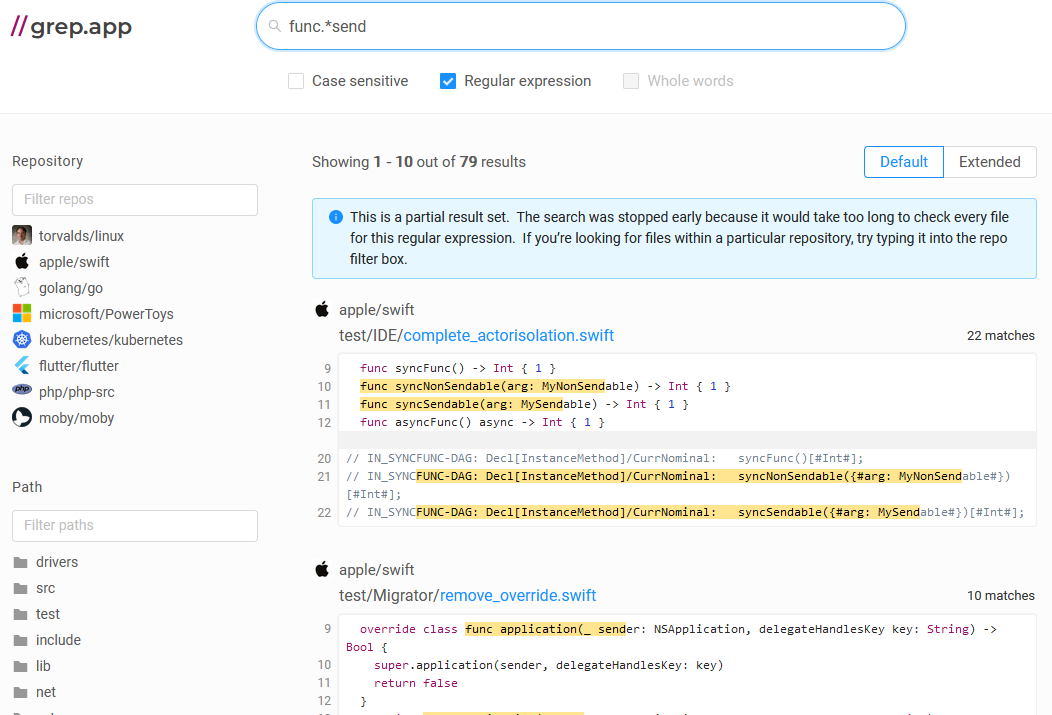 //grep.app
func.*send
Case sensitive
Regular expression
Whole words
Repository
Filter repos
torvalds/linux
apple/swift
golang/go
microsoft/PowerToys
kubernetes/kubernetes
flutter/flutter
php/php-src
moby/moby
Path
Filter paths
drivers
src
test
include
lib
net
Showing 1 - 10 out of 79 results
Default
Extended
This is a partial result set. The search was stopped early because it would take too long to check every file
for this regular expression. If you’re looking for files within a particular repository, try typing it into the repo
filter box.
apple/swift
test/IDE/complete_actorisolation.swift
22 matches
9 func syncFunc() -> Int { 1 }
10 func syncNonSendable(arg: MyNonSendable) -> Int { 1 }
11 func syncSendable(arg: MySendable) -> Int { 1 }
12 func asyncFunc() async -> Int { 1 }
20 // IN_SYNCFUNC-DAG: Decl[InstanceMethod]/CurrNominal: syncFunc()[#Int#];
21 // IN_SYNCFUNC-DAG: Decl[InstanceMethod]/CurrNominal: syncNonSendable({#arg: MyNonSendable#})
[#Int#];
22 // IN_SYNCFUNC-DAG: Decl[InstanceMethod]/CurrNominal: syncSendable({#arg: MySendable#})[#Int#];
apple/swift
test/Migrator/remove_override.swift
10 matches
9 override class func application(_ sender: NSApplication, delegateHandlesKey key: String) ->
Bool {
10 super.application(sender, delegateHandlesKey: key)
11 return false
12 }